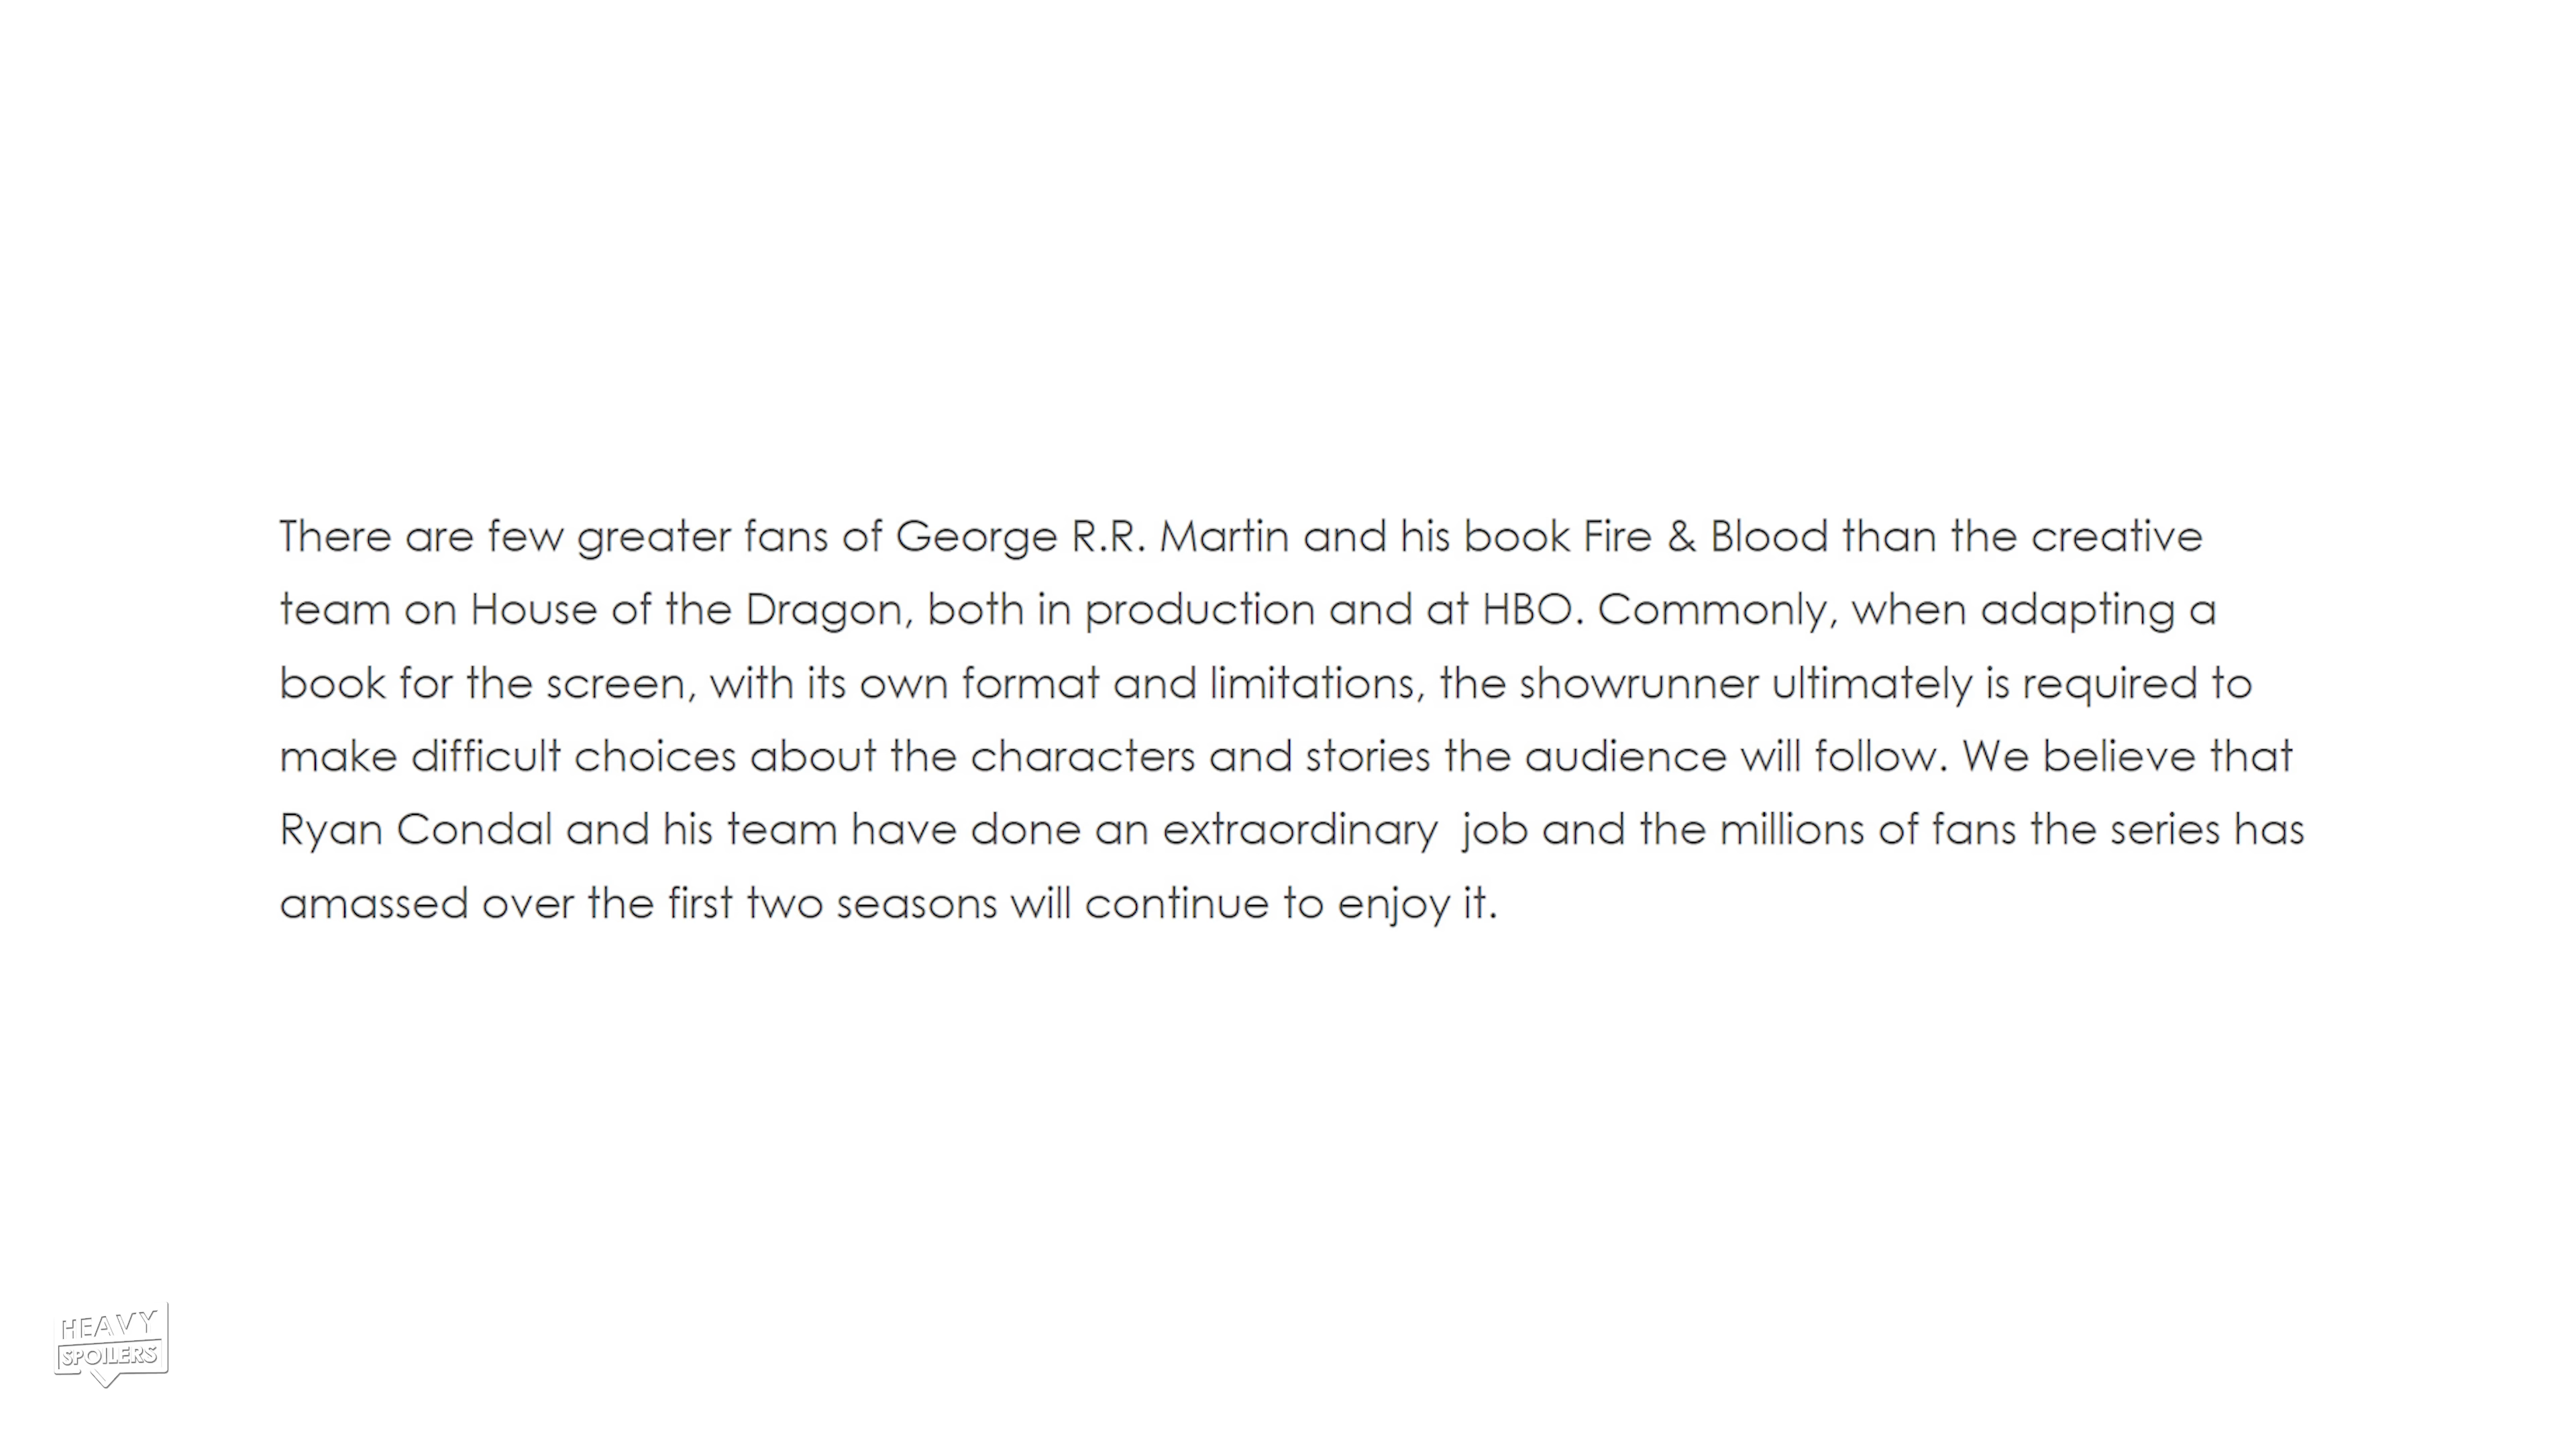 There are few greater fans of George R.R. Martin and his book Fire & Blood than the creative
team on House of the Dragon, both in production and at HBO. Commonly, when adapting a
book for the screen, with its own format and limitations, the showrunner ultimately is required to
make difficult choices about the characters and stories the audience will follow. We believe that
Ryan Condal and his team have done an extraordinary  job and the millions of fans the series has
amassed over the first two seasons will continue to enjoy it.
HEAVY
SPOILERS